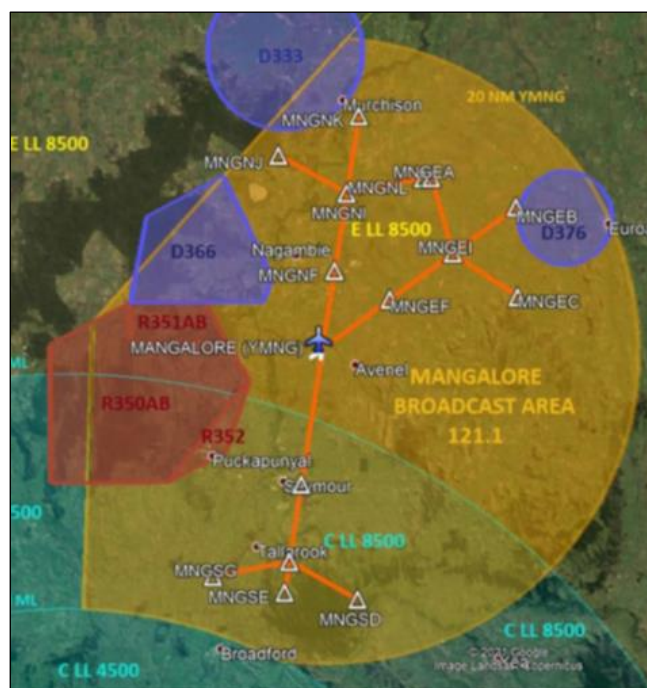 D333
20 NM YMNG
Murchison
MNGNK
E LL 8500
MNGNJ
MNGEA
MNGNL
MNGNI
MNGEB
E LL 8500
D376
D366
Nagambie
MNGEI
MNGNF
MNGEF
MNGEC
R351AB
MANGALORE (YMNG)
ML
Avenel
MANGALORE
BROADCAST AREA
121.1
R350AB
R352
Puckapunyal
Seymour
500
C LL 8500
Tallarook
MNGSG
MNGSE
MNGSD
ML
C LL 8500
Broadford
© 2021 Google
C LL 4500